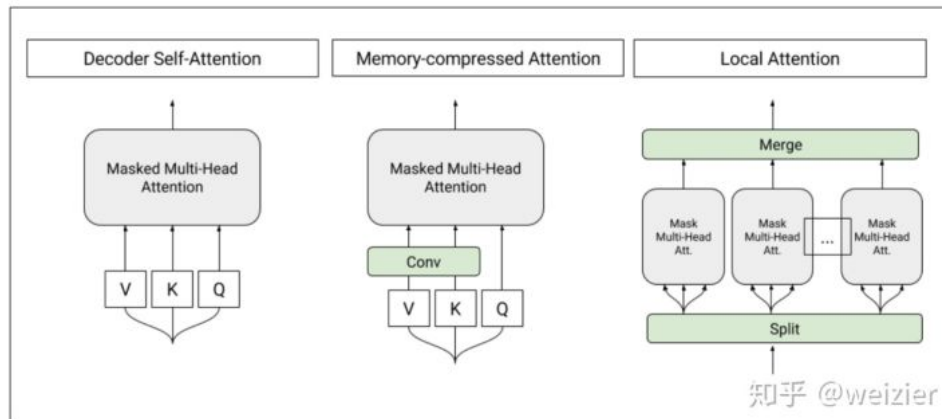 Decoder Self-Attention
Memory-compressed Attention
Local Attention
Masked Multi-Head
Attention
V
K
Q
Masked Multi-Head
Attention
Conv
V
K
Q
Merge
Mask
Multi-Head
Att.
Mask
Multi-Head
Att.
...
Mask
Multi-Head
Att.
Split
知乎 @weizier